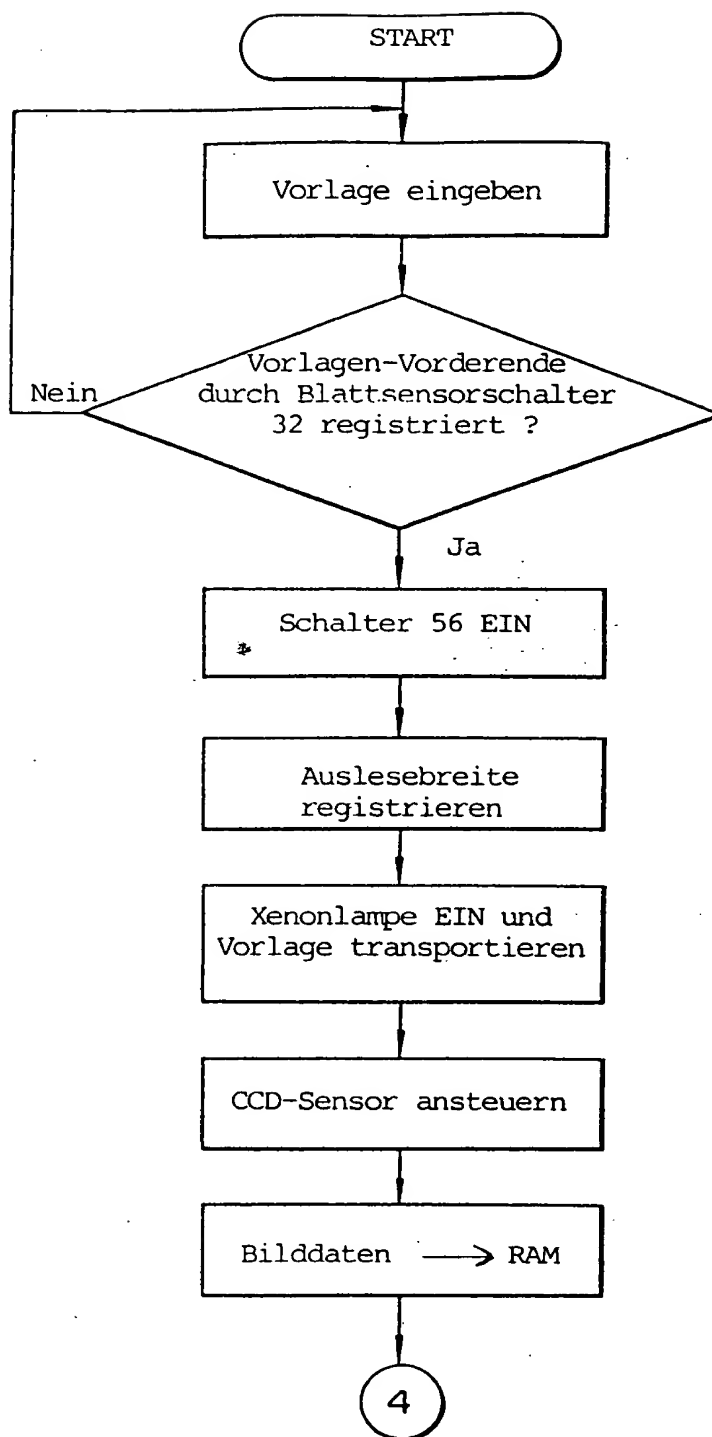 START
Vorlage eingeben
Vorlagen-Vorderende
durch Blattsensorschalter
32 registriert ?
Nein
Ja
Schalter 56 EIN
Auslesebreite
registrieren
Xenonlampe EIN und
Vorlage transportieren
CCD-Sensor ansteuern
Bilddaten → RAM
4